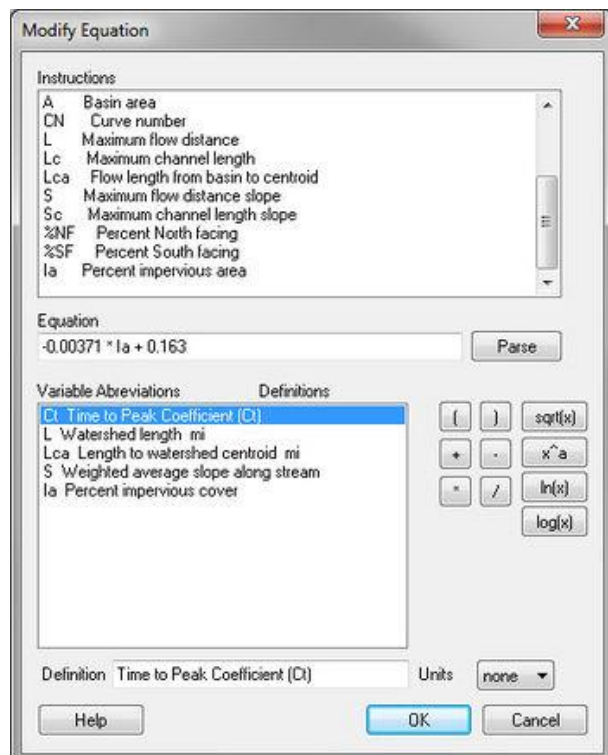 Modify Equation
Instructions
A Basin area
CN Curve number
L Maximum flow distance
Lc Maximum channel length
Lca Flow length from basin to centroid
S Maximum flow distance slope
Sc Maximum channel length slope
%NF Percent North facing
%SF Percent South facing
Ia Percent impervious area
Equation
-0.00371 * Ia + 0.163
Parse
Variable Abreviations Definitions
Ct Time to Peak Coefficient (Ct)
L Watershed length mi
Lca Length to watershed centroid mi
S Weighted average slope along stream
Ia Percent impervious cover
( ) sqrt(x)
+ - x^a
* / ln(x)
log(x)
Definition Time to Peak Coefficient (Ct) Units none
Help OK Cancel